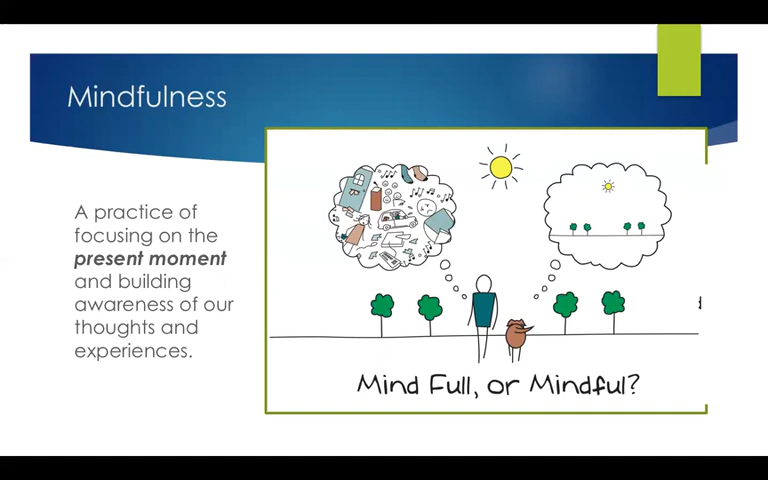 Mindfulness
A practice of
focusing on the
present moment
and building
awareness of our
thoughts and
experiences.
Mind Full, or Mindful?